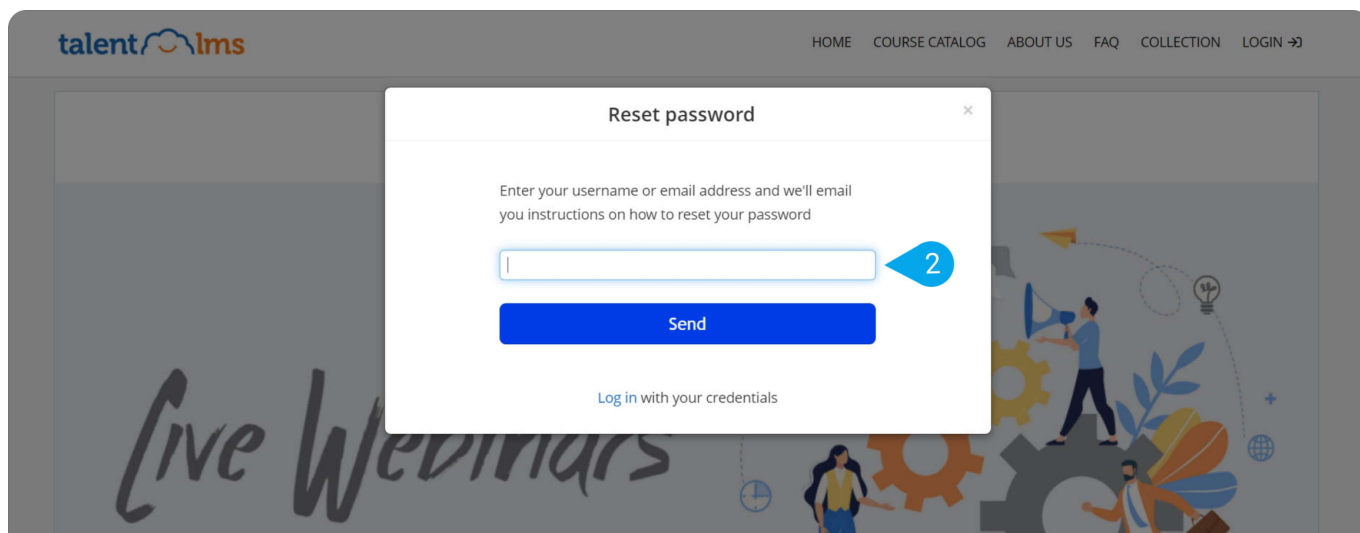 talentlms
HOME COURSE CATALOG ABOUT US FAQ COLLECTION LOGIN
Reset password
×
Enter your username or email address and we'll email
you instructions on how to reset your password
2
Send
Log in with your credentials
Live Webinars